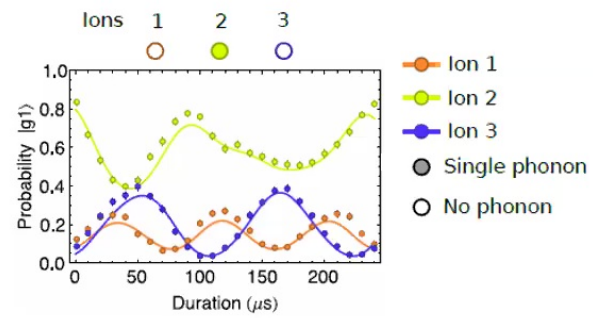 Ions 1 2 3
Ion 1
Ion 2
Ion 3
Single phonon
No phonon
Probability |g1⟩
1.0
0.8
0.6
0.4
0.2
0.0
0 50 100 150 200
Duration (μs)